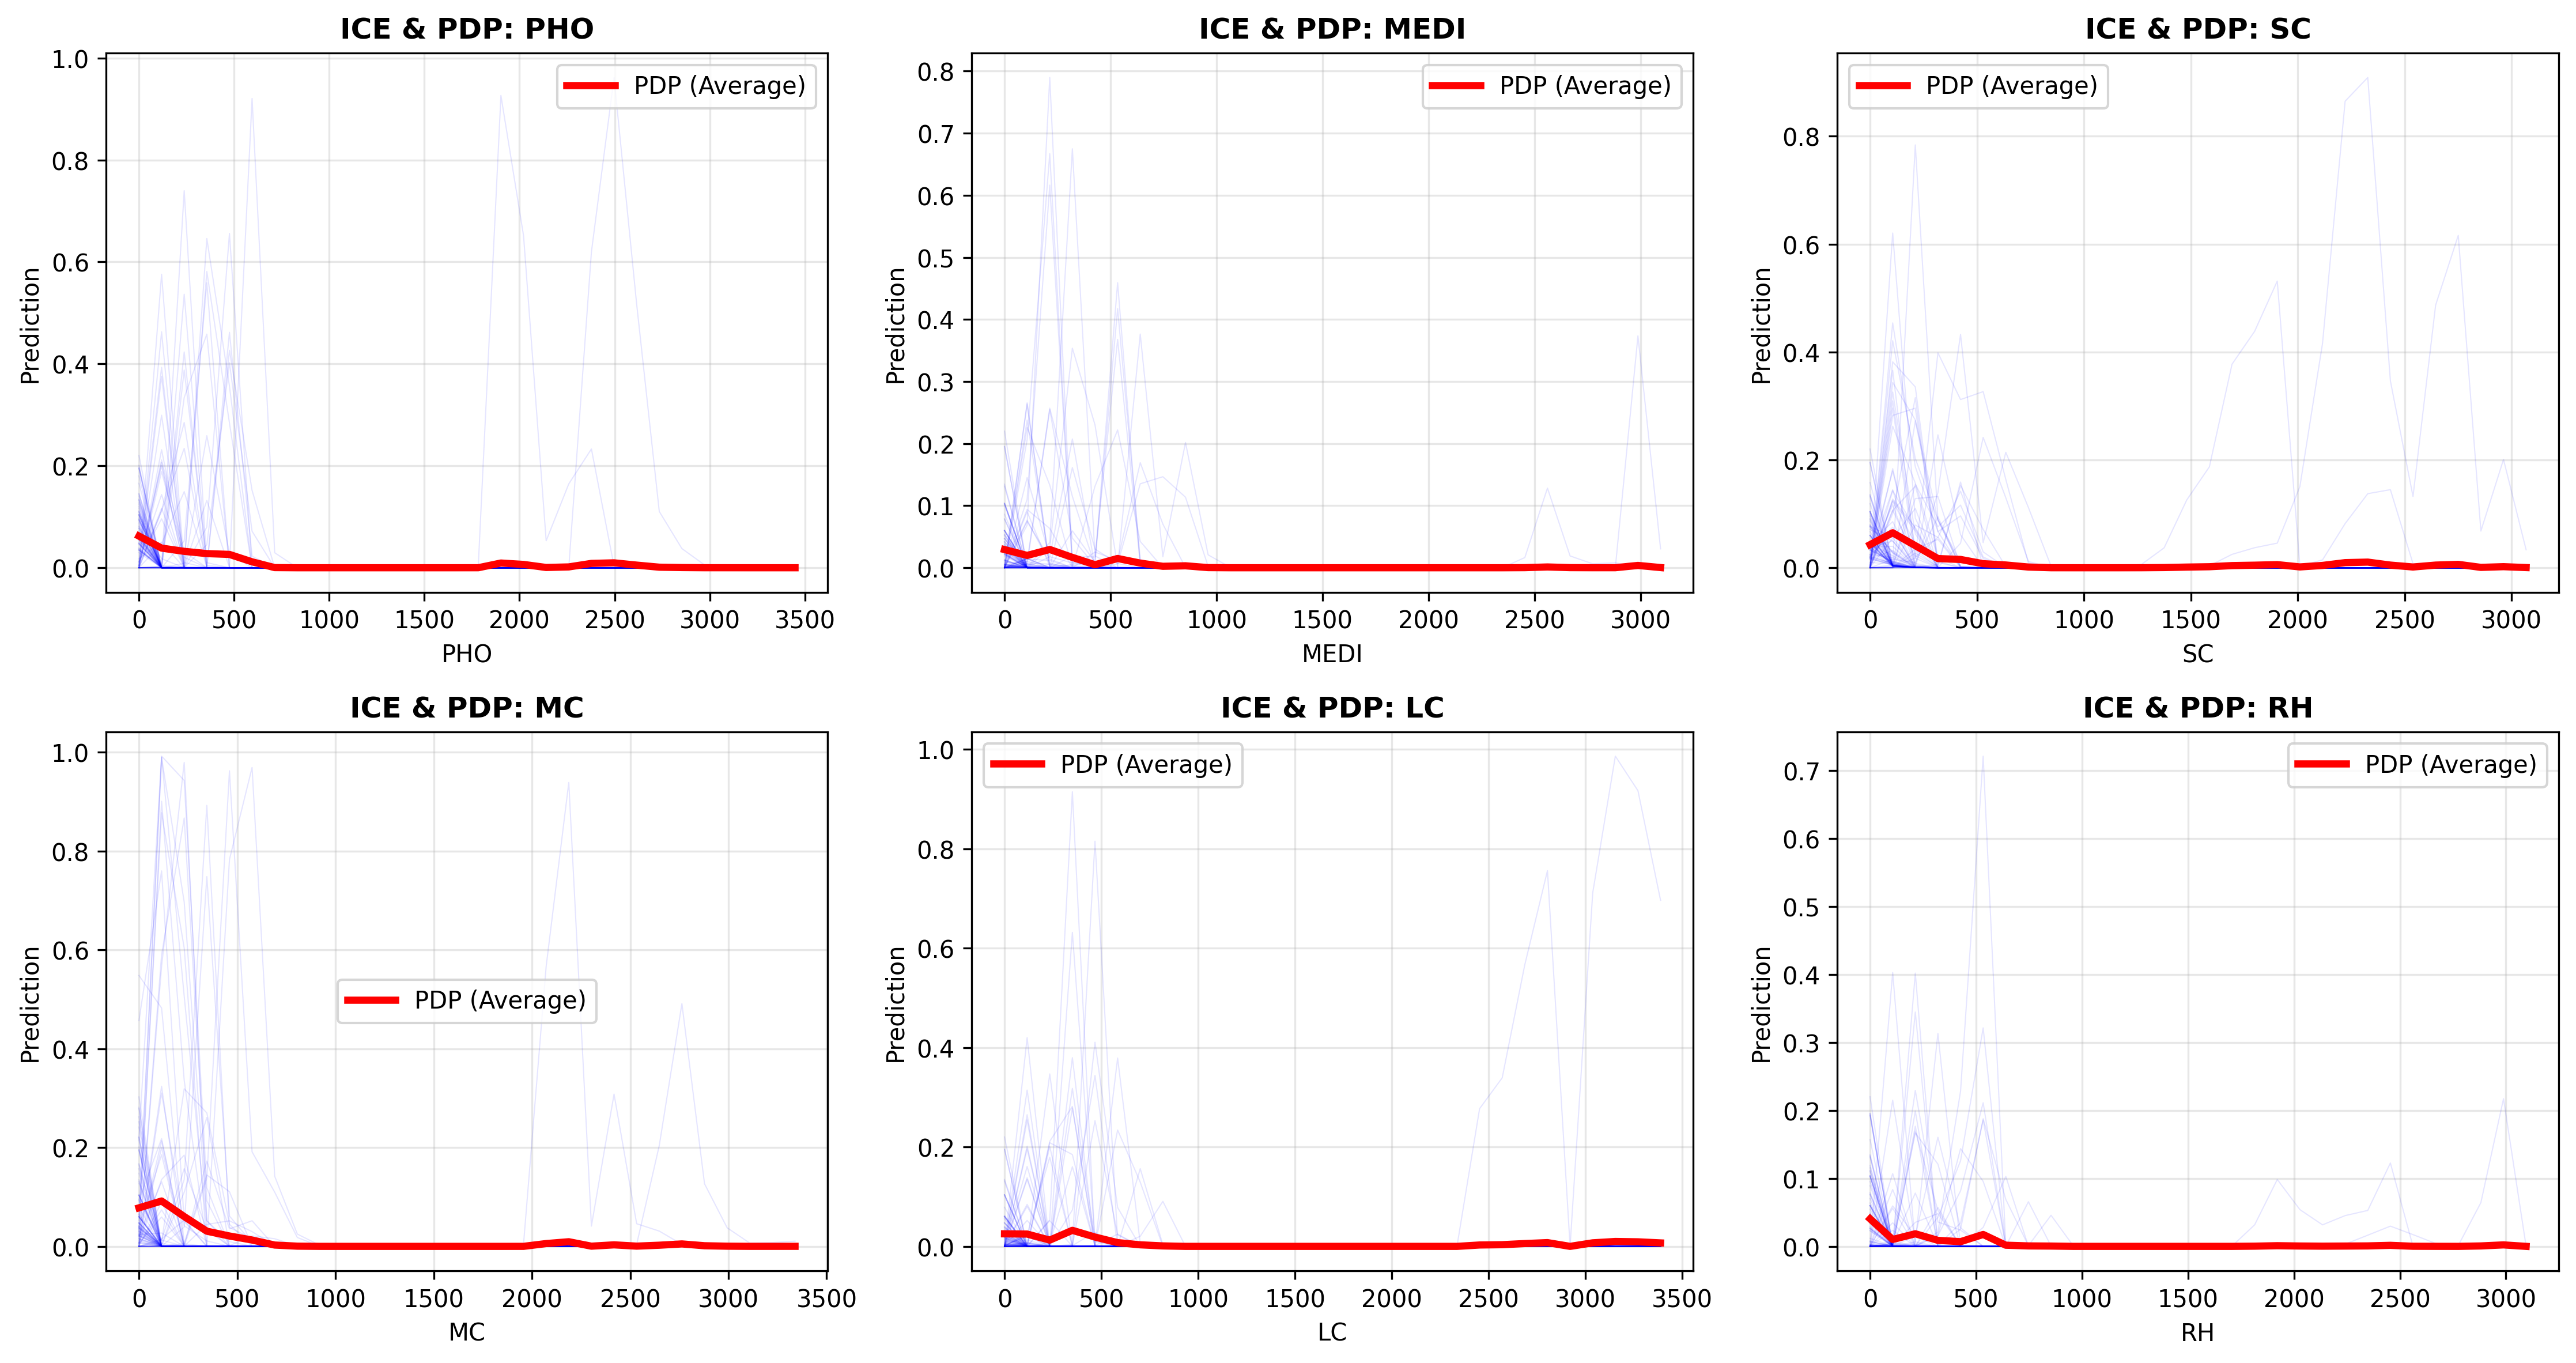 ICE & PDP: PHO
1.0
0.8
0.6
0.4
0.2
0.0
Prediction
PDP (Average)
0 500 1000 1500 2000 2500 3000 3500
PHO
ICE & PDP: MEDI
0.8
0.7
0.6
0.5
0.4
0.3
0.2
0.1
0.0
Prediction
PDP (Average)
0 500 1000 1500 2000 2500 3000
MEDI
ICE & PDP: SC
0.8
0.6
0.4
0.2
0.0
Prediction
PDP (Average)
0 500 1000 1500 2000 2500 3000
SC
ICE & PDP: MC
1.0
0.8
0.6
0.4
0.2
0.0
Prediction
PDP (Average)
0 500 1000 1500 2000 2500 3000 3500
MC
ICE & PDP: LC
1.0
0.8
0.6
0.4
0.2
0.0
Prediction
PDP (Average)
0 500 1000 1500 2000 2500 3000 3500
LC
ICE & PDP: RH
0.7
0.6
0.5
0.4
0.3
0.2
0.1
0.0
Prediction
PDP (Average)
0 500 1000 1500 2000 2500 3000
RH